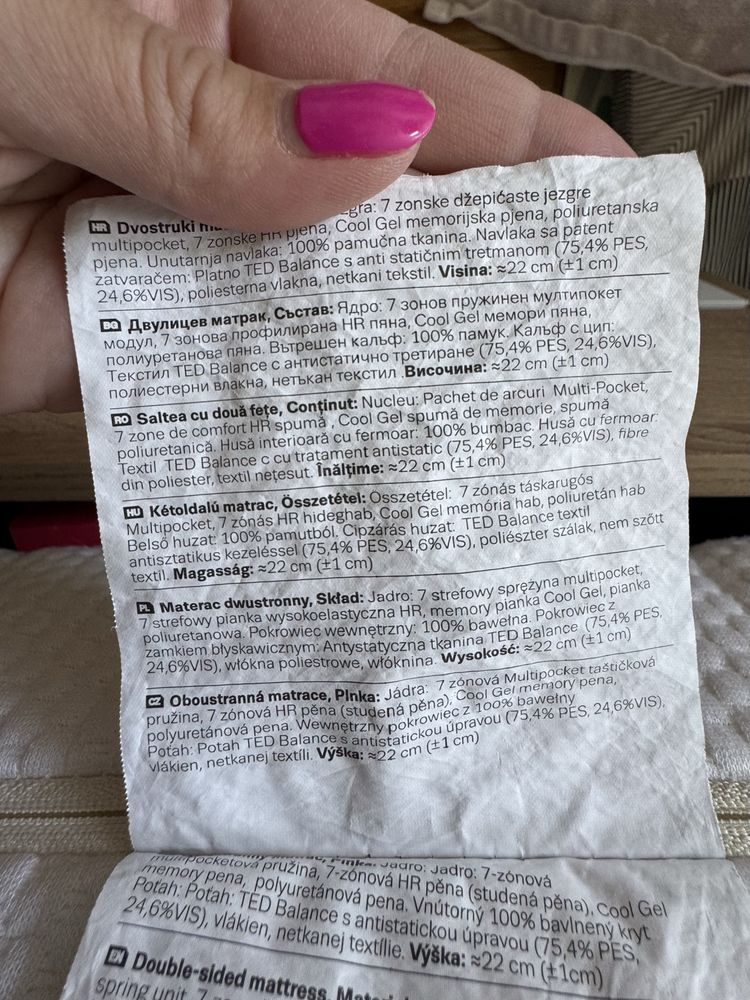 HR Dvostruki
egra: 7 zonske džepićaste jezgre
multipocket, 7 zonske HR pjena, Cool Gel memorijska pjena, poliuretanska
pjena. Unutarnja navlaka: 100% pamučna tkanina. Navlaka sa patent
zatvaračem: Platno TED Balance s anti statičnim tretmanom (75,4% PES,
24,6%VIS), poliesterna vlakna, netkani tekstil. Visina: ≈22 cm (±1 cm)
BG Двулицев матрак, Състав: Ядро: 7 зонов пружинен мултипокет
модул, 7 зонова профилирана HR пяна, Cool Gel мемори пяна,
полиуретанова пяна. Вътрешен калъф: 100% памук. Калъф с цип:
Текстил TED Balance с антистатично третиране (75,4% PES, 24,6%VIS),
полиестерни влакна, нетъкан текстил .Височина: ≈22 cm (±1 cm)
RO Saltea cu două fețe, Conținut: Nucleu: Pachet de arcuri Multi-Pocket,
7 zone de comfort HR spumă , Cool Gel spumă de memorie, spumă
poliuretanică. Husă interioară cu fermoar: 100% bumbac. Husă cu fermoar:
Textil TED Balance c cu tratament antistatic (75,4% PES, 24,6%VIS), fibre
din poliester, textil nețesut. Înălțime: ≈22 cm (±1 cm)
HU Kétoldalú matrac, Összetétel: Osszetétel: 7 zónás táskarugós
Multipocket, 7 zónás HR hideghab, Cool Gel memória hab, poliuretán hab
Belső huzat: 100% pamutból. Cipzárás huzat: TED Balance textil
antisztatikus kezeléssel (75,4% PES, 24,6%VIS), poliészter szálak, nem szőtt
textil. Magasság: ≈22 cm (±1 cm)
PL Materac dwustronny, Skład: Jadro: 7 strefowy sprężyna multipocket,
7 strefowy pianka wysokoelastyczna HR, memory pianka Cool Gel, pianka
poliuretanowa. Pokrowiec wewnętrzny: 100% bawełna. Pokrowiec z
zamkiem błyskawicznym: Antystatyczna tkanina TED Balance (75,4% PES,
24,6%VIS), włókna poliestrowe, włóknina. Wysokość: ≈22 cm (±1 cm)
CZ Oboustranná matrace, Plnka: Jádra: 7 zónová Multipocket taštičková
pružina, 7 zónová HR pěna (studená pěna), Cool Gel memory pena,
polyuretánová pena. Wewnętrzny pokrowiec z 100% bawełny
Poťah: Potah TED Balance s antistatickou úpravou (75,4% PES, 24,6%VIS),
vlákien, netkanej textíli. Výška: ≈22 cm (±1 cm)
Plnka: Jadro: Jadro: 7-zónová
multipocketová pružina, 7-zónová HR pěna (studená pěna), Cool Gel
memory pena, polyuretánová pena. Vnútorný 100% bavlnený kryt
Poťah: Poťah: TED Balance s antistatickou úpravou (75,4% PES,
24,6%VIS), vlákien, netkanej textílie. Výška: ≈22 cm (±1cm)
EN Double-sided mattress,
spring unit, 7